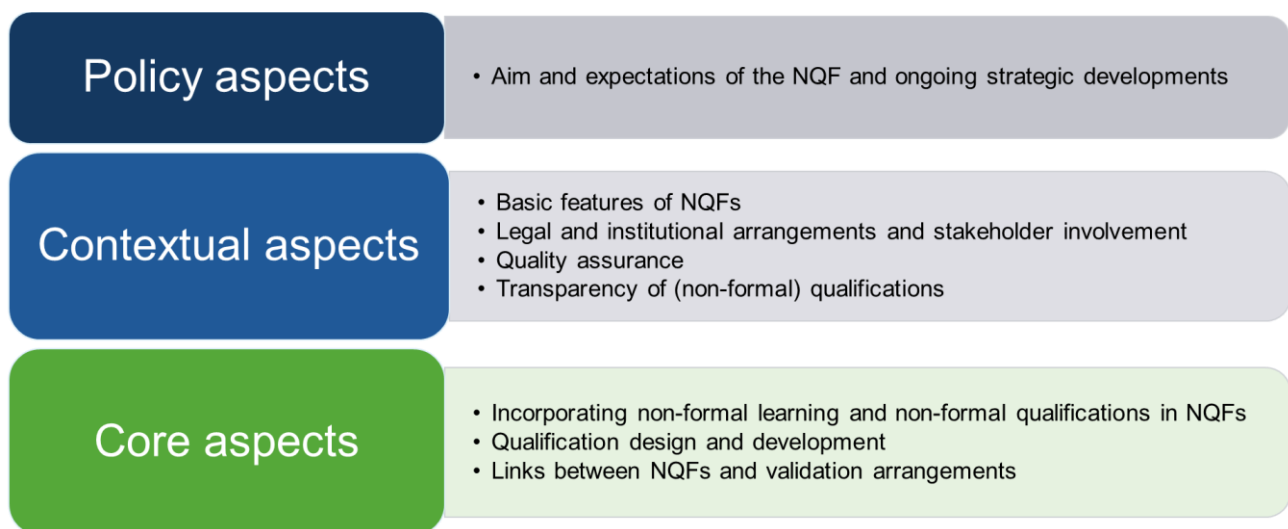 Policy aspects
• Aim and expectations of the NQF and ongoing strategic developments
Contextual aspects
• Basic features of NQFs
• Legal and institutional arrangements and stakeholder involvement
• Quality assurance
• Transparency of (non-formal) qualifications
Core aspects
• Incorporating non-formal learning and non-formal qualifications in NQFs
• Qualification design and development
• Links between NQFs and validation arrangements